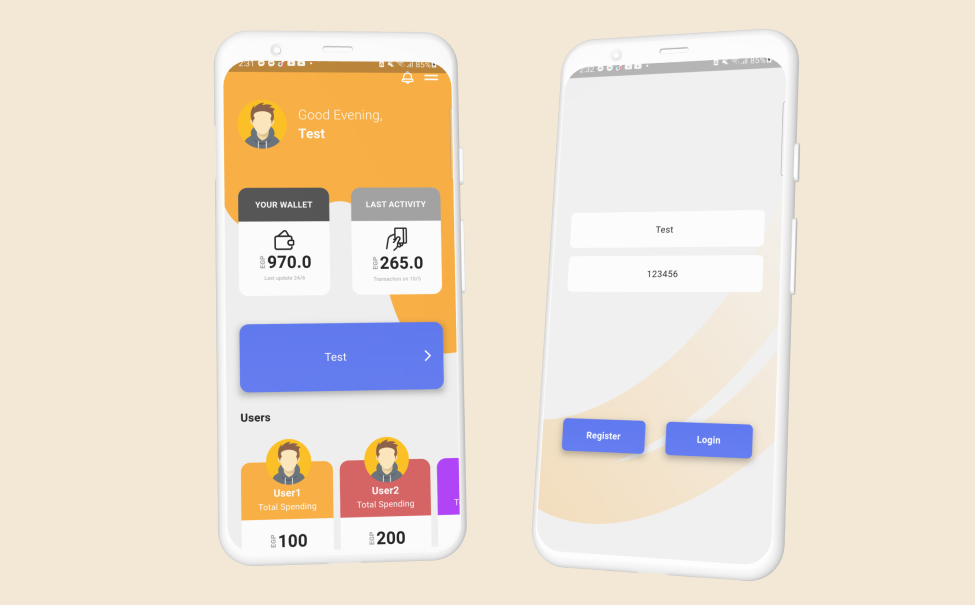 2:31
85%
Good Evening,
Test
YOUR WALLET
LAST ACTIVITY
EGP 970.0
EGP 265.0
Last update 24/6
Transaction on 10/5
Test
Users
User1
Total Spending
User2
Total Spending
T
EGP 100
EGP 200
2:32
85%
Test
123456
Register
Login